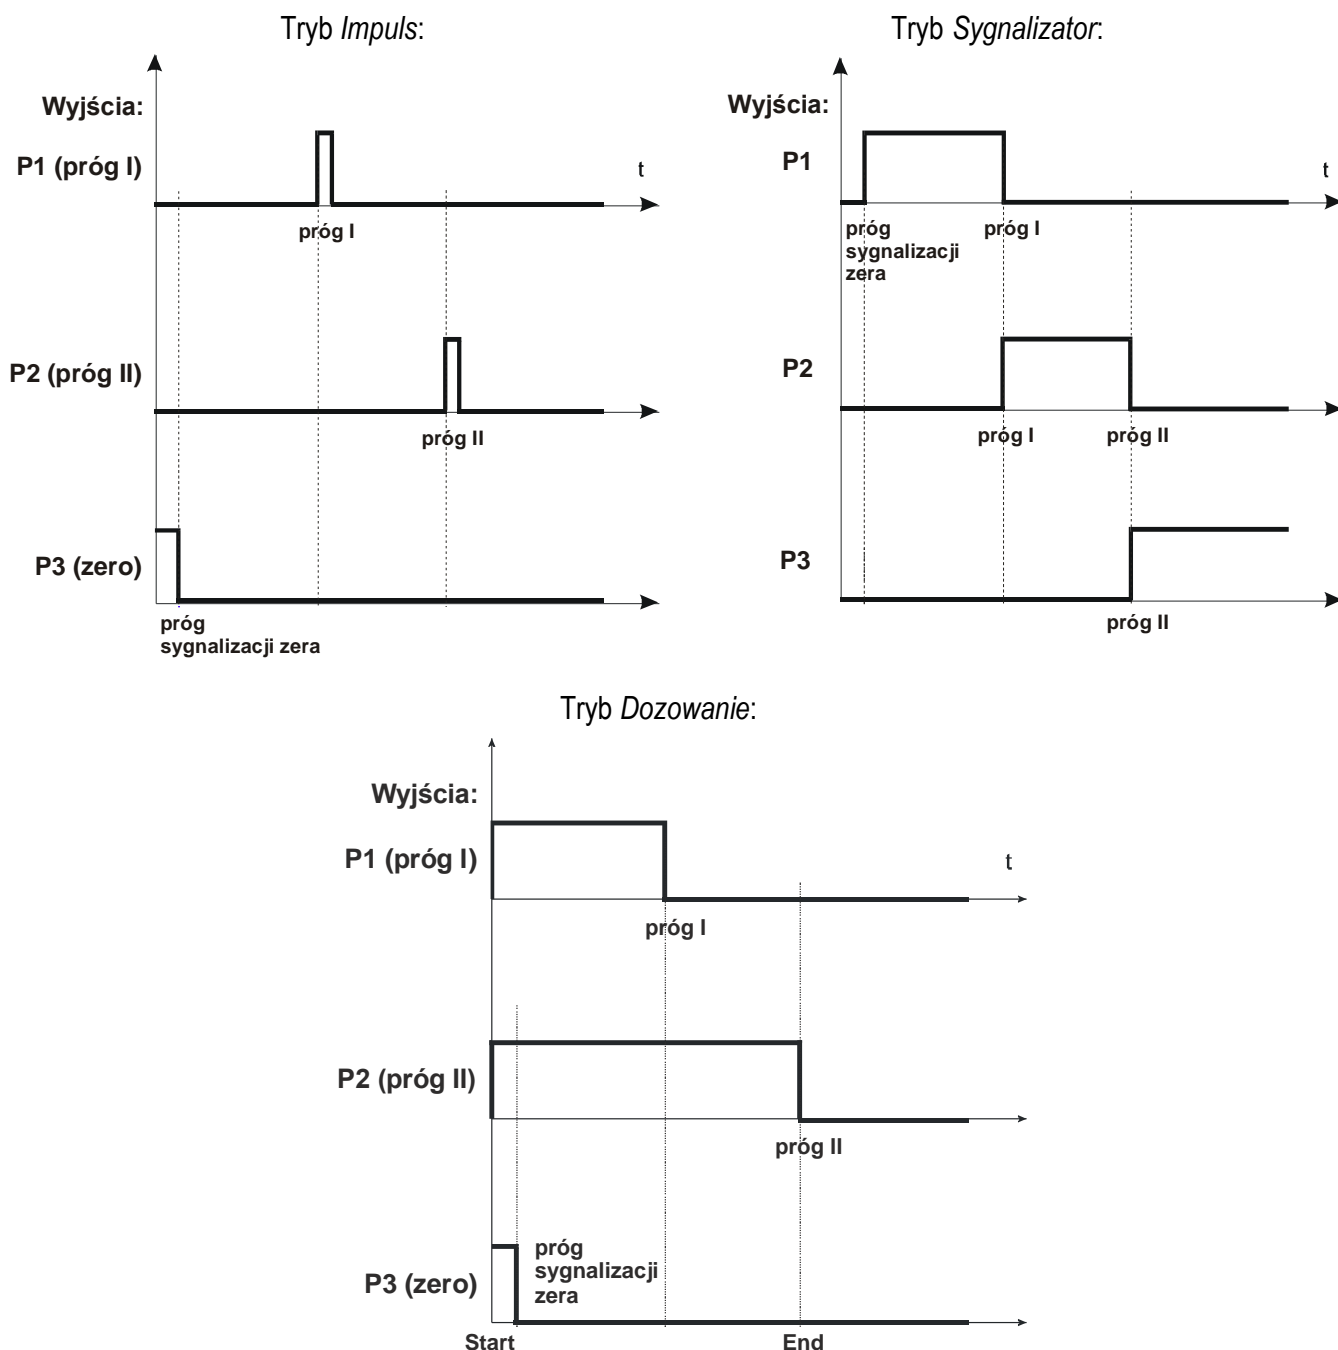 Tryb Impuls:
Wyjścia:
P1 (próg I)
t
próg I
P2 (próg II)
próg II
P3 (zero)
próg
sygnalizacji zera
Tryb Sygnalizator:
Wyjścia:
P1
t
próg
sygnalizacji
zera
próg I
P2
próg I
próg II
P3
próg II
Tryb Dozowanie:
Wyjścia:
P1 (próg I)
t
próg I
P2 (próg II)
próg II
próg
sygnalizacji
zera
P3 (zero)
Start
End